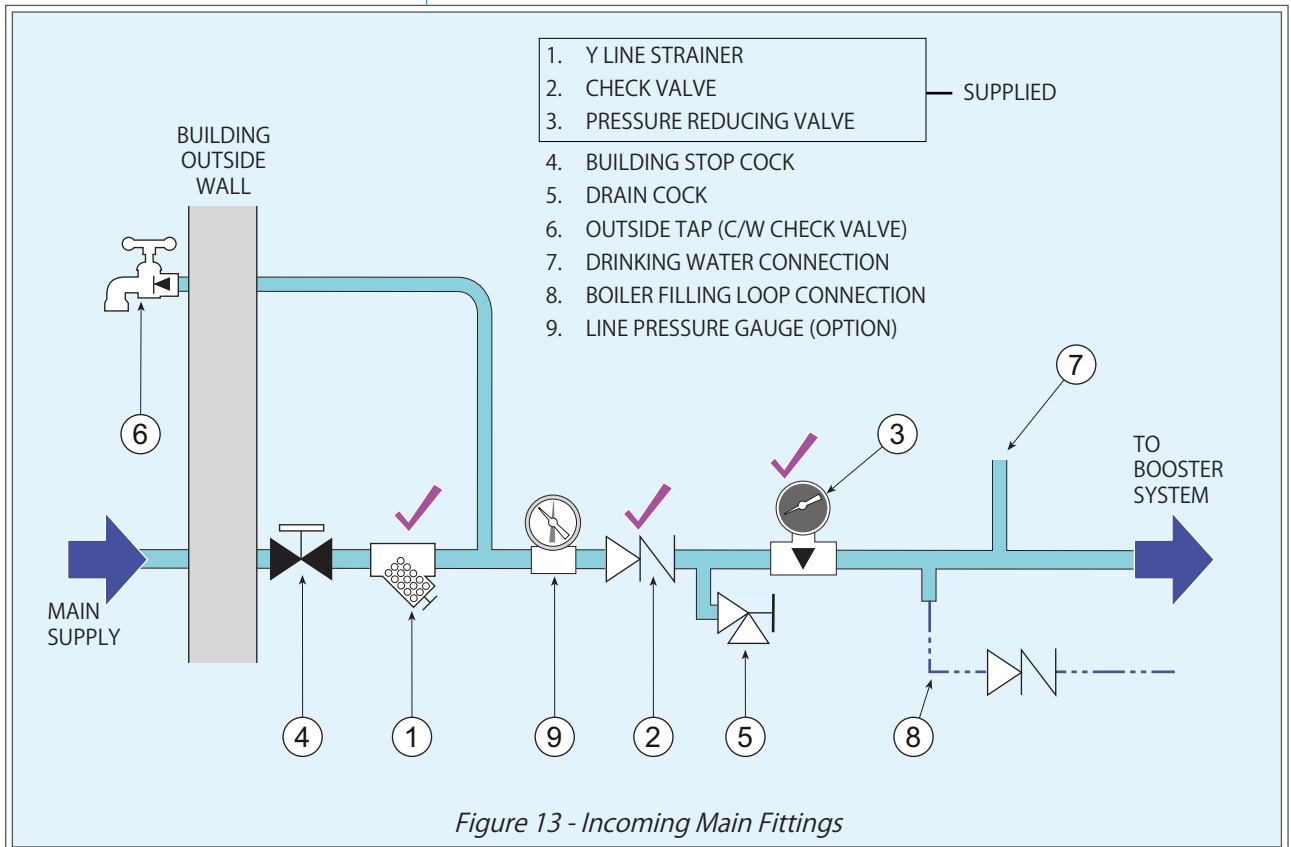 1. Y LINE STRAINER
2. CHECK VALVE
3. PRESSURE REDUCING VALVE
SUPPLIED
4. BUILDING STOP COCK
5. DRAIN COCK
6. OUTSIDE TAP (C/W CHECK VALVE)
7. DRINKING WATER CONNECTION
8. BOILER FILLING LOOP CONNECTION
9. LINE PRESSURE GAUGE (OPTION)
BUILDING
OUTSIDE
WALL
6
7
3
TO
BOOSTER
SYSTEM
MAIN
SUPPLY
4
1
9
2
5
8
Figure 13 - Incoming Main Fittings